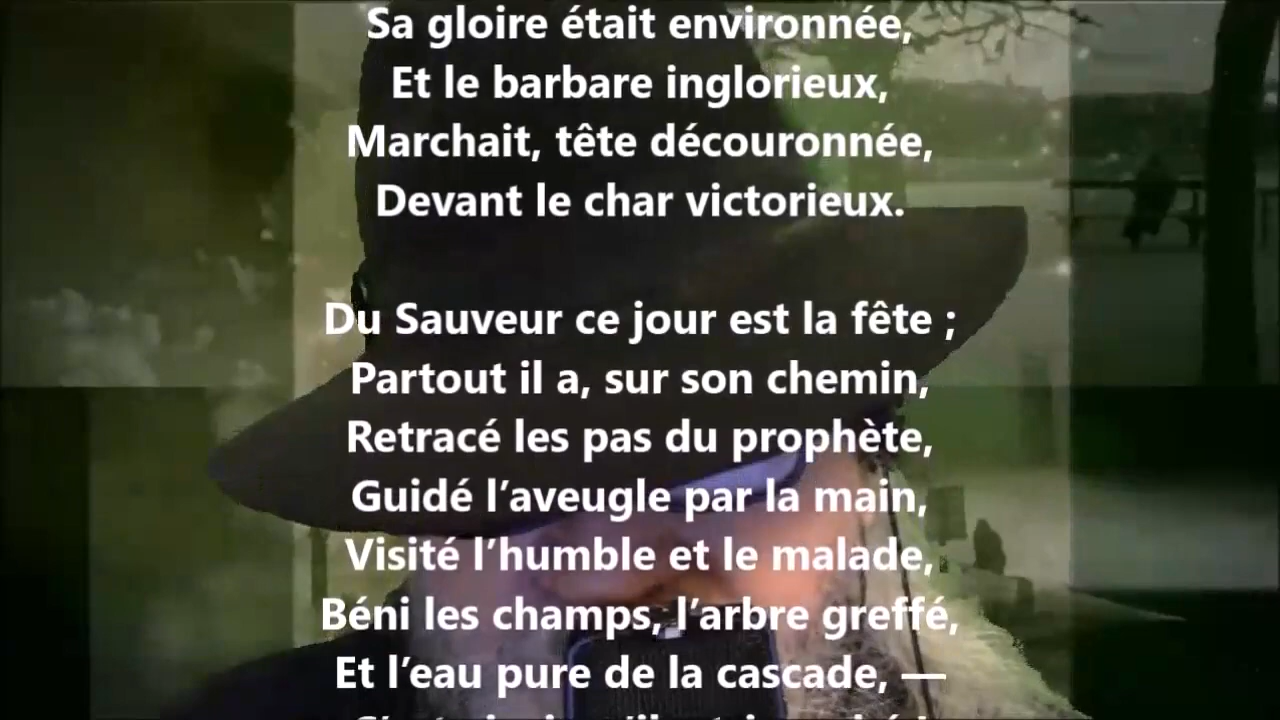 Sa gloire était environnée,
Et le barbare inglorieux,
Marchait, tête découronnée,
Devant le char victorieux.
Du Sauveur ce jour est la fête ;
Partout il a, sur son chemin,
Retracé les pas du prophète,
Guidé l’aveugle par la main,
Visité l’humble et le malade,
Béni les champs, l’arbre greffé,
Et l’eau pure de la cascade, —